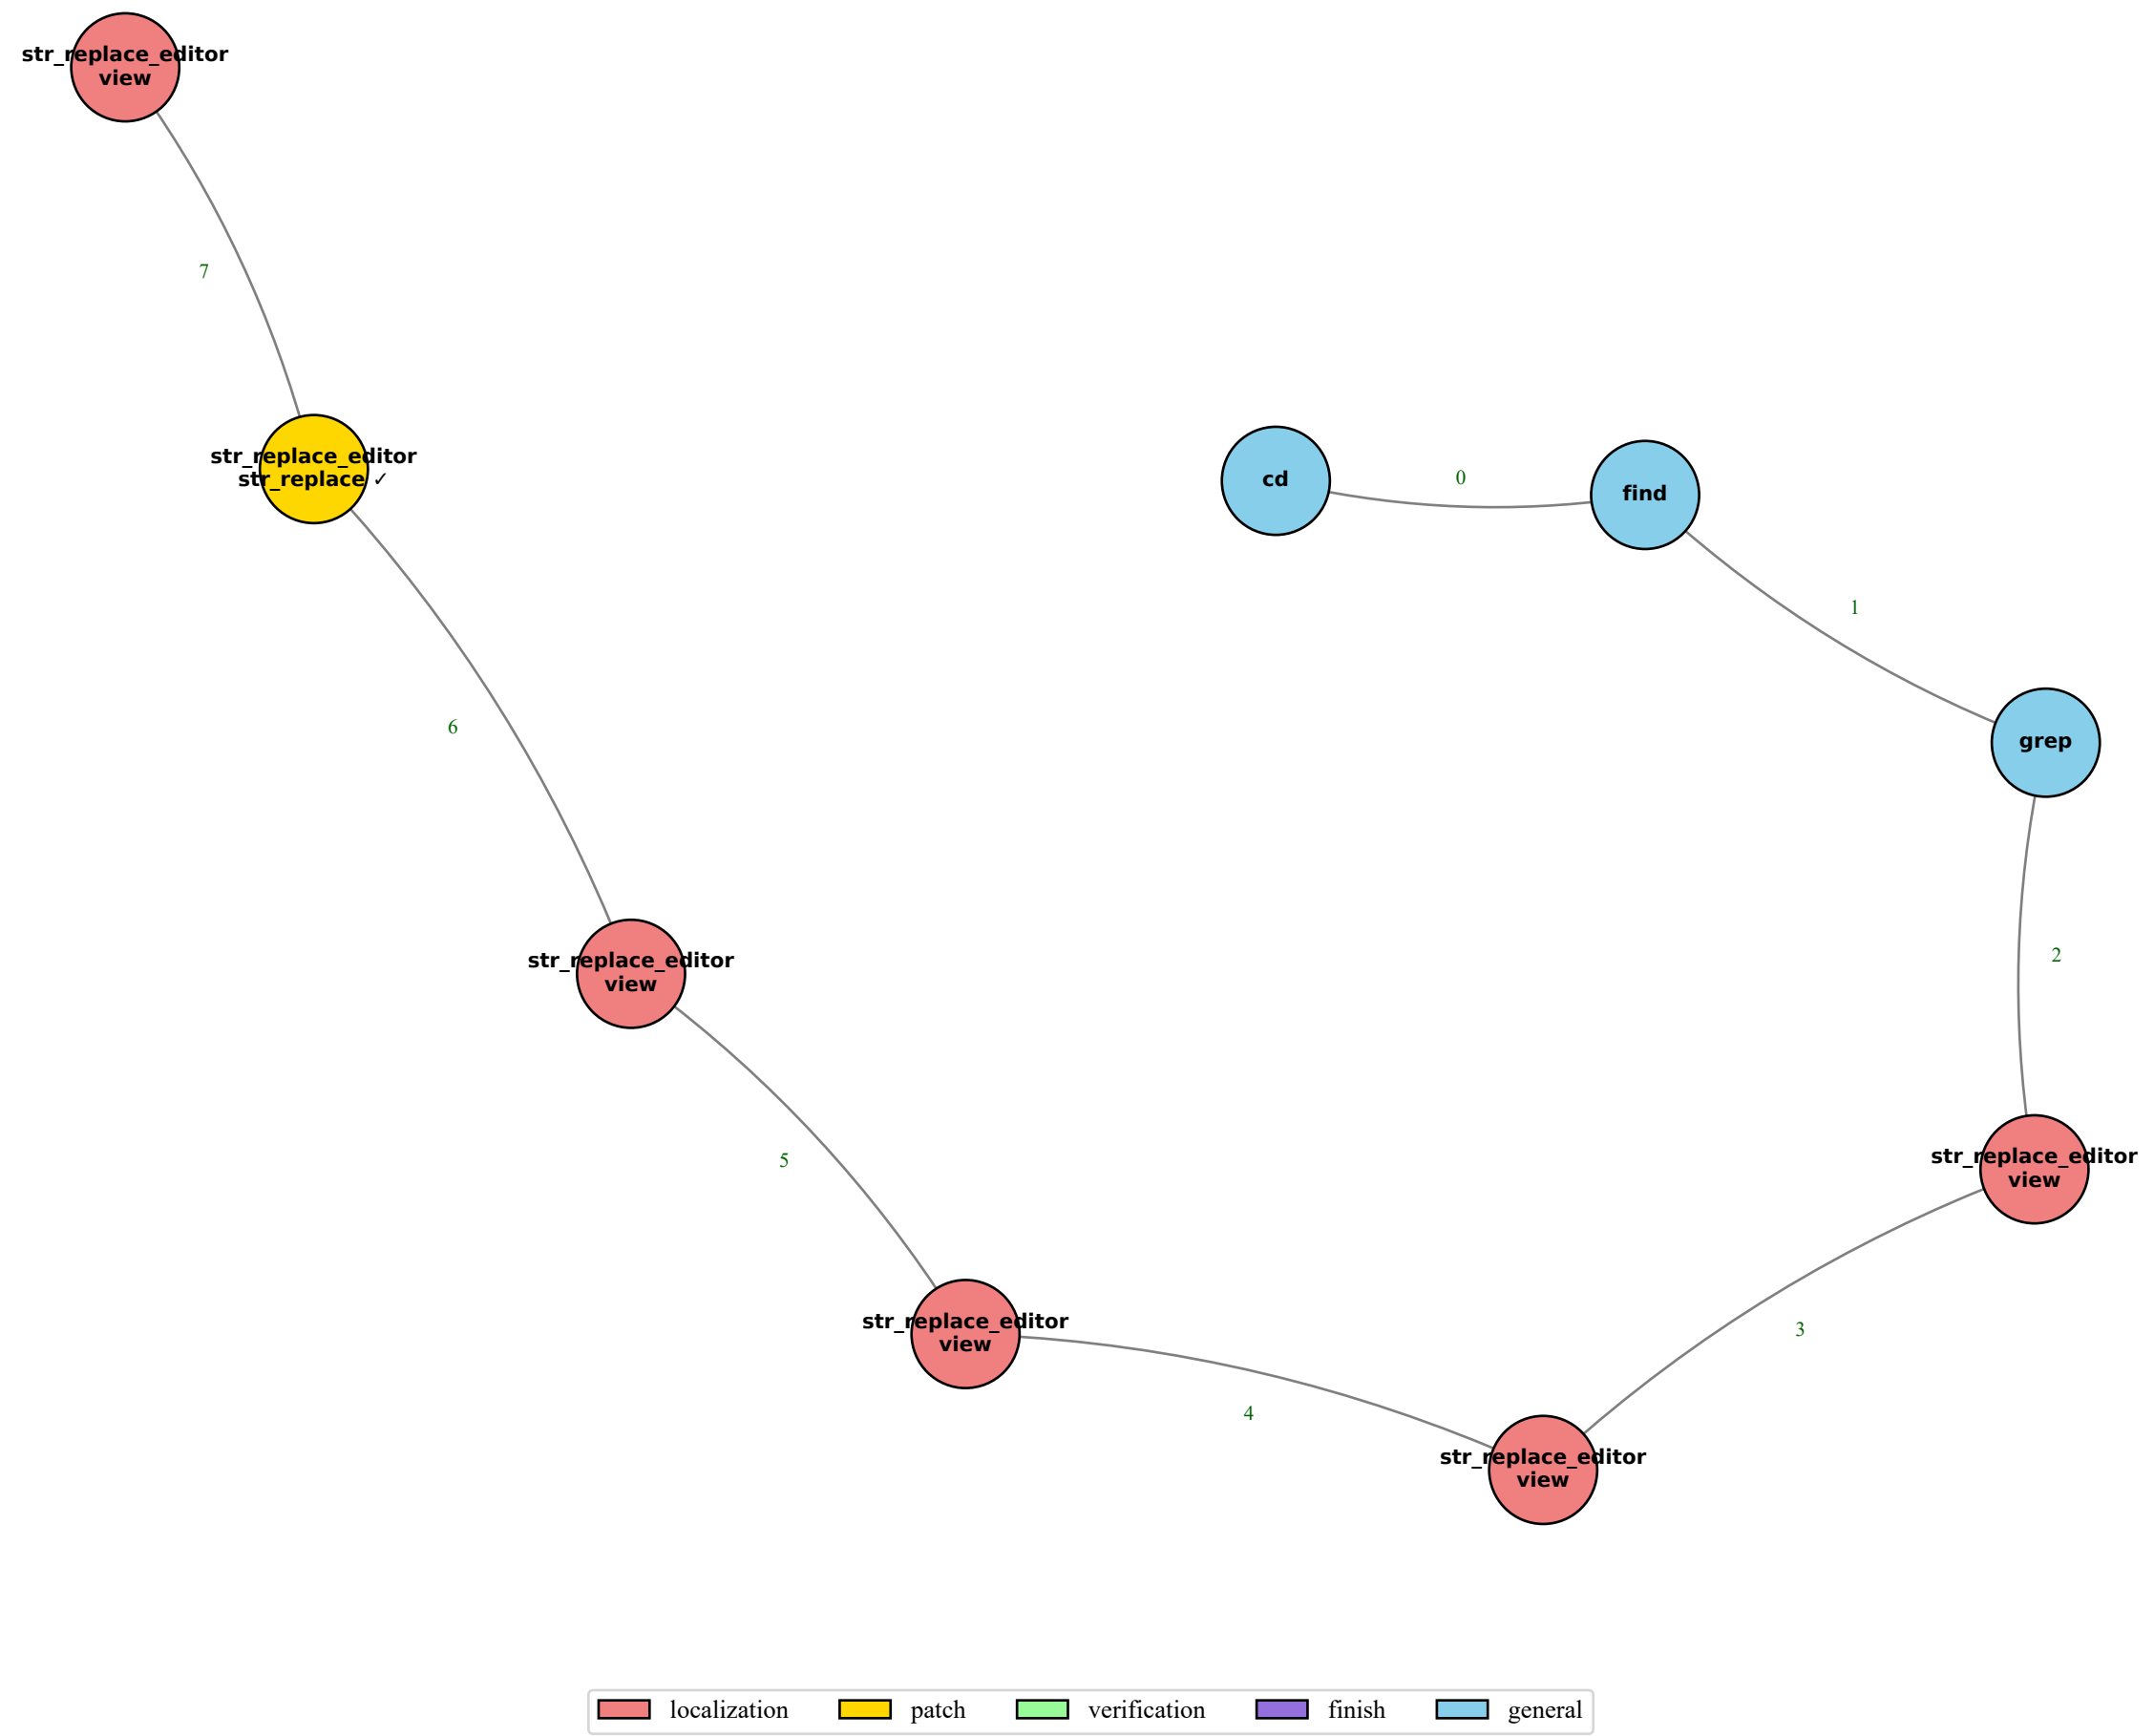 str_replace_editor
view
7
str_replace_editor
str_replace ✓
cd
0
find
1
6
grep
2
str_replace_editor
view
5
str_replace_editor
view
3
str_replace_editor
view
4
str_replace_editor
view
localization
patch
verification
finish
general